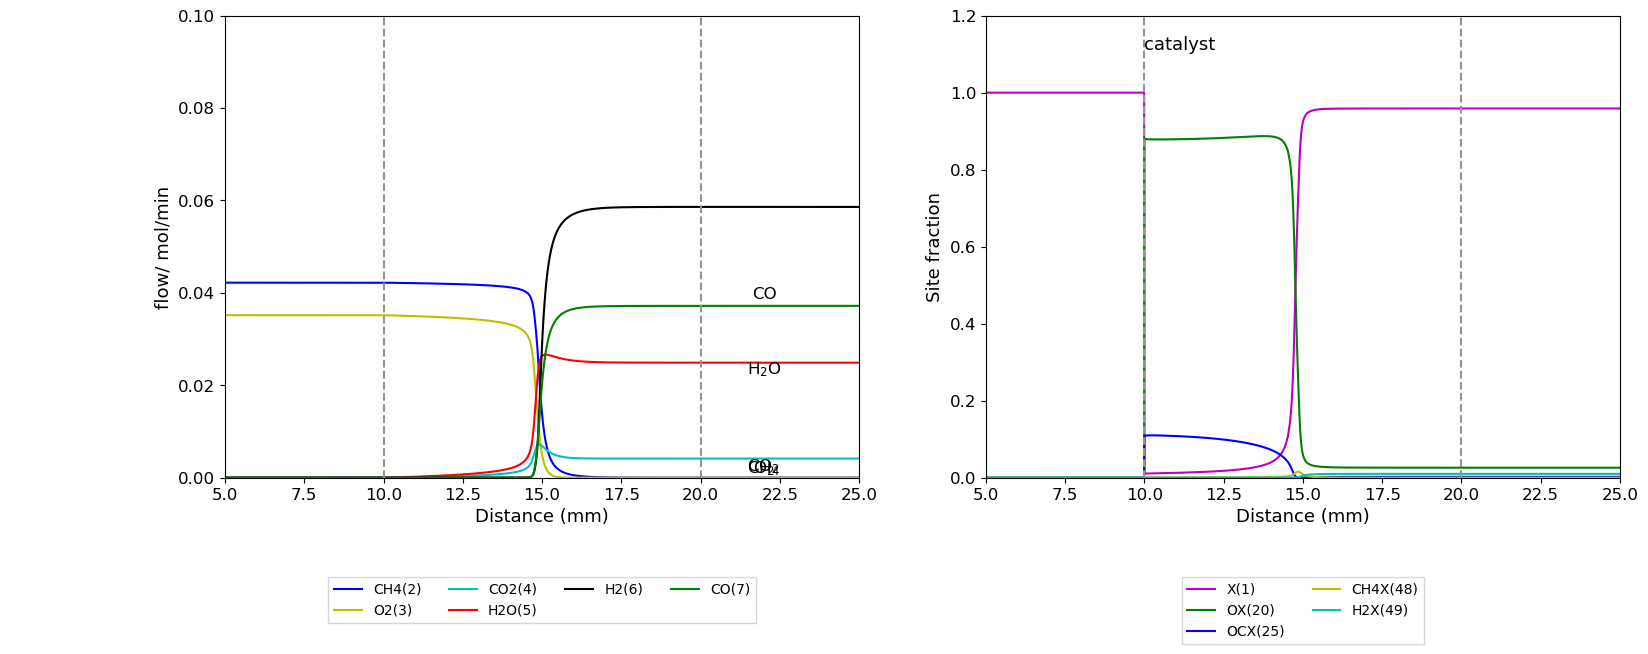 0.10
0.08
0.06
0.04
0.02
0.00
flow/ mol/min
CO
H₂O
5.0 7.5 10.0 12.5 15.0 17.5 20.0 22.5 25.0
Distance (mm)
CH4(2) CO2(4) H2(6) CO(7)
O2(3) H2O(5)
1.2
1.0
0.8
0.6
0.4
0.2
0.0
Site fraction
catalyst
5.0 7.5 10.0 12.5 15.0 17.5 20.0 22.5 25.0
Distance (mm)
X(1) CH4X(48)
OX(20) H2X(49)
OCX(25)